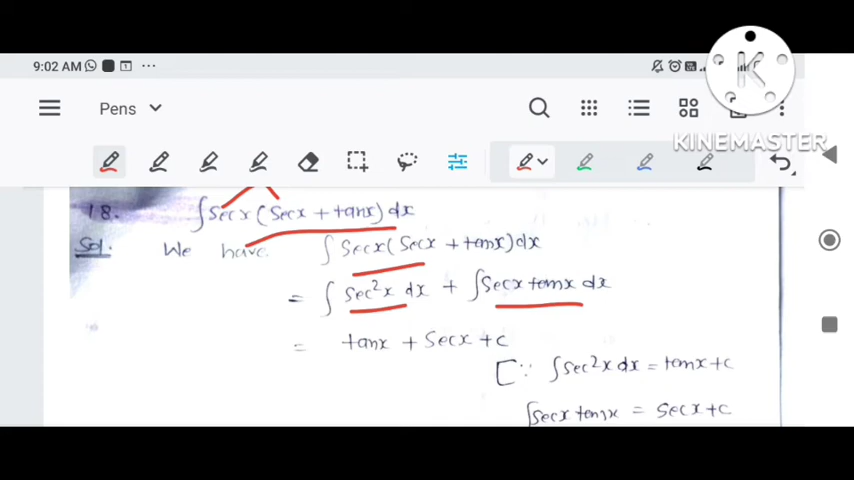 9:02 AM
KINEMASTER
Pens
18. ∫Secx(Secx + tanx)dx
Sol. We have ∫Secx(Secx + tanx)dx
= ∫Sec²x dx + ∫Secx tanx dx
= tanx + Secx + c
[∵ ∫Sec²x dx = tanx + c
∫Secx tanx = Secx + c